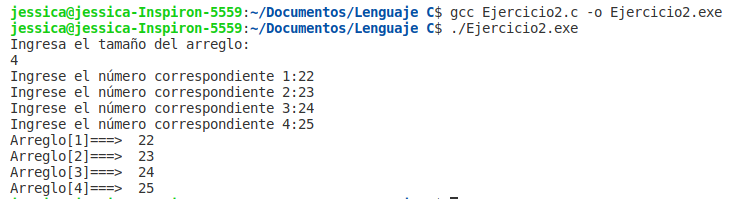 jessica@jessica-Inspiron-5559:~/Documentos/Lenguaje C$ gcc Ejercicio2.c -o Ejercicio2.exe
jessica@jessica-Inspiron-5559:~/Documentos/Lenguaje C$ ./Ejercicio2.exe
Ingresa el tamaño del arreglo:
4
Ingrese el número correspondiente 1:22
Ingrese el número correspondiente 2:23
Ingrese el número correspondiente 3:24
Ingrese el número correspondiente 4:25
Arreglo[1]===>  22
Arreglo[2]===>  23
Arreglo[3]===>  24
Arreglo[4]===>  25